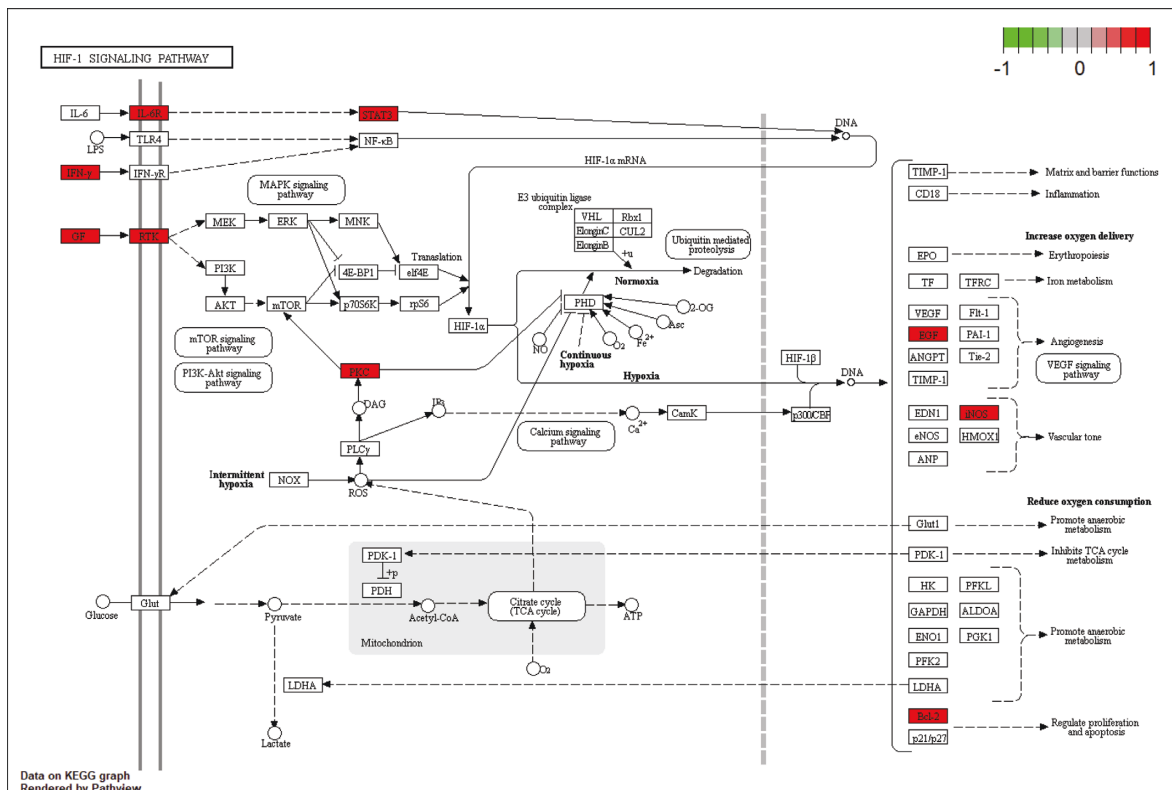 HIF-1 SIGNALING PATHWAY
-1 0 1
IL-6
IL-6R
STAT3
DNA
LPS
TLR4
NF-κB
IFN-γ
IFN-γR
HIF-1α mRNA
MAPK signaling
pathway
GF
RTK
MEK
ERK
MNK
PI3K
4E-BP1
eIf4E
Translation
AKT
mTOR
p70S6K
rpS6
HIF-1α
E3 ubiquitin ligase
complex
VHL
Rbx1
ElonginC
CUL2
ElonginB
+u
Ubiquitin mediated
proteolysis
Normoxia
Degradation
PHD
2-OG
Asc
Fe2+
O2
NO
Continuous
hypoxia
Hypoxia
HIF-1β
DNA
p300/CBP
mTOR signaling
pathway
PI3K-Akt signaling
pathway
PKC
DAG
IP3
PLCγ
Ca2+
CamK
Calcium signaling
pathway
Intermittent
hypoxia
NOX
ROS
PDK-1
+p
PDH
Citrate cycle
(TCA cycle)
Acetyl-CoA
ATP
Mitochondrion
O2
Glucose
Glut
Pyruvate
LDHA
Lactate
TIMP-1
Matrix and barrier functions
CD18
Inflammation
Increase oxygen delivery
EPO
Erythropoiesis
TF
TFRC
Iron metabolism
VEGF
Flt-1
EGF
PAI-1
Angiogenesis
ANGPT
Tie-2
VEGF signaling
pathway
TIMP-1
EDN1
iNOS
eNOS
HMOX1
Vascular tone
ANP
Reduce oxygen consumption
Glut1
Promote anaerobic
metabolism
PDK-1
Inhibits TCA cycle
metabolism
HK
PFKL
GAPDH
ALDOA
ENO1
PGK1
Promote anaerobic
metabolism
PFK2
LDHA
Bcl-2
Regulate proliferation
and apoptosis
p21/p27
Data on KEGG graph
Rendered by Pathview